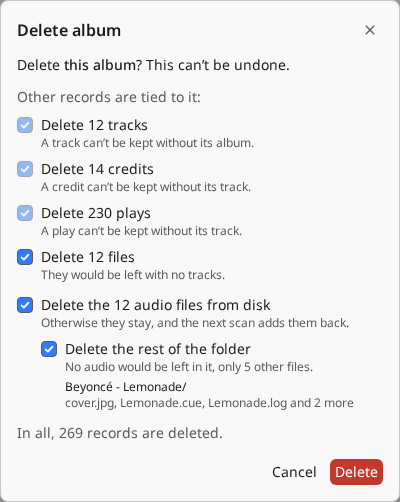 Delete album
Delete this album? This can’t be undone.
Other records are tied to it:
Delete 12 tracks
A track can’t be kept without its album.
Delete 14 credits
A credit can’t be kept without its track.
Delete 230 plays
A play can’t be kept without its track.
Delete 12 files
They would be left with no tracks.
Delete the 12 audio files from disk
Otherwise they stay, and the next scan adds them back.
Delete the rest of the folder
No audio would be left in it, only 5 other files.
Beyoncé - Lemonade/
cover.jpg, Lemonade.cue, Lemonade.log and 2 more
In all, 269 records are deleted.
Cancel Delete